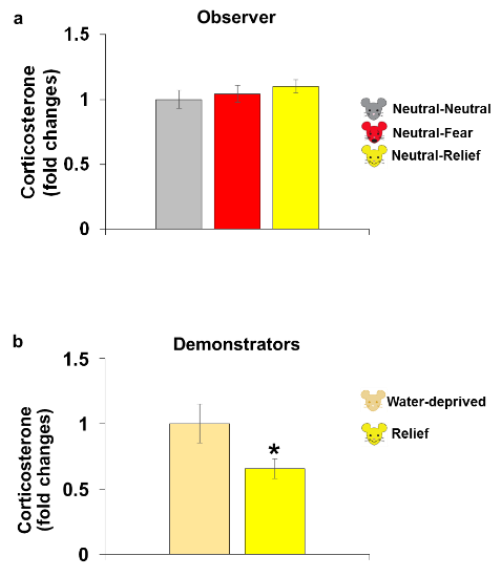 a
Observer
1.5
1
0.5
0
Corticosterone
(fold changes)
Neutral-Neutral
Neutral-Fear
Neutral-Relief
b
Demonstrators
1.5
1
0.5
0
Corticosterone
(fold changes)
*
Water-deprived
Relief